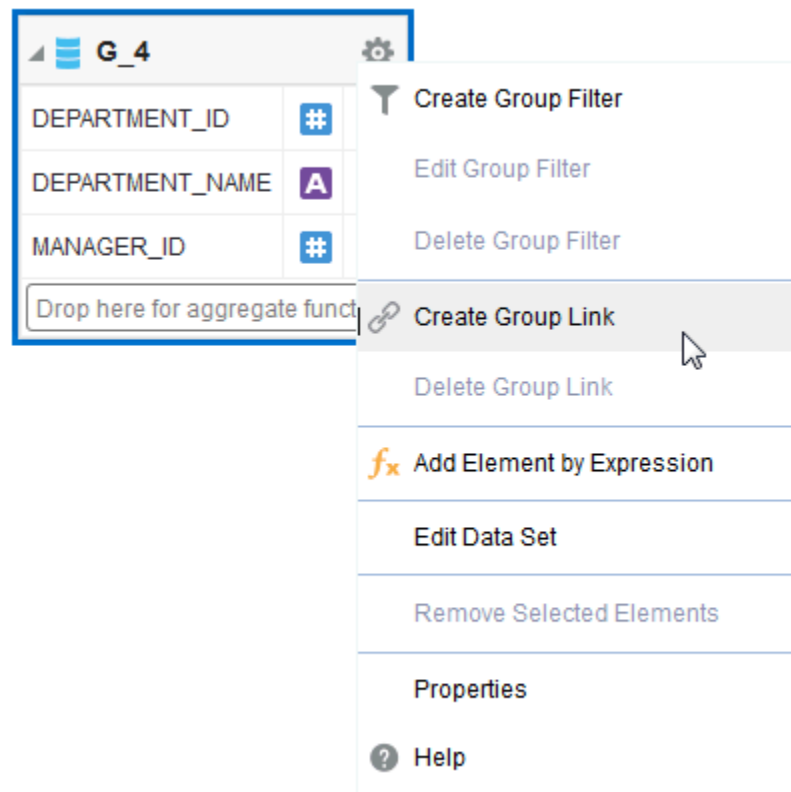 G_4
DEPARTMENT_ID
#
DEPARTMENT_NAME
A
MANAGER_ID
#
Drop here for aggregate funct
Create Group Filter
Edit Group Filter
Delete Group Filter
Create Group Link
Delete Group Link
fx Add Element by Expression
Edit Data Set
Remove Selected Elements
Properties
? Help